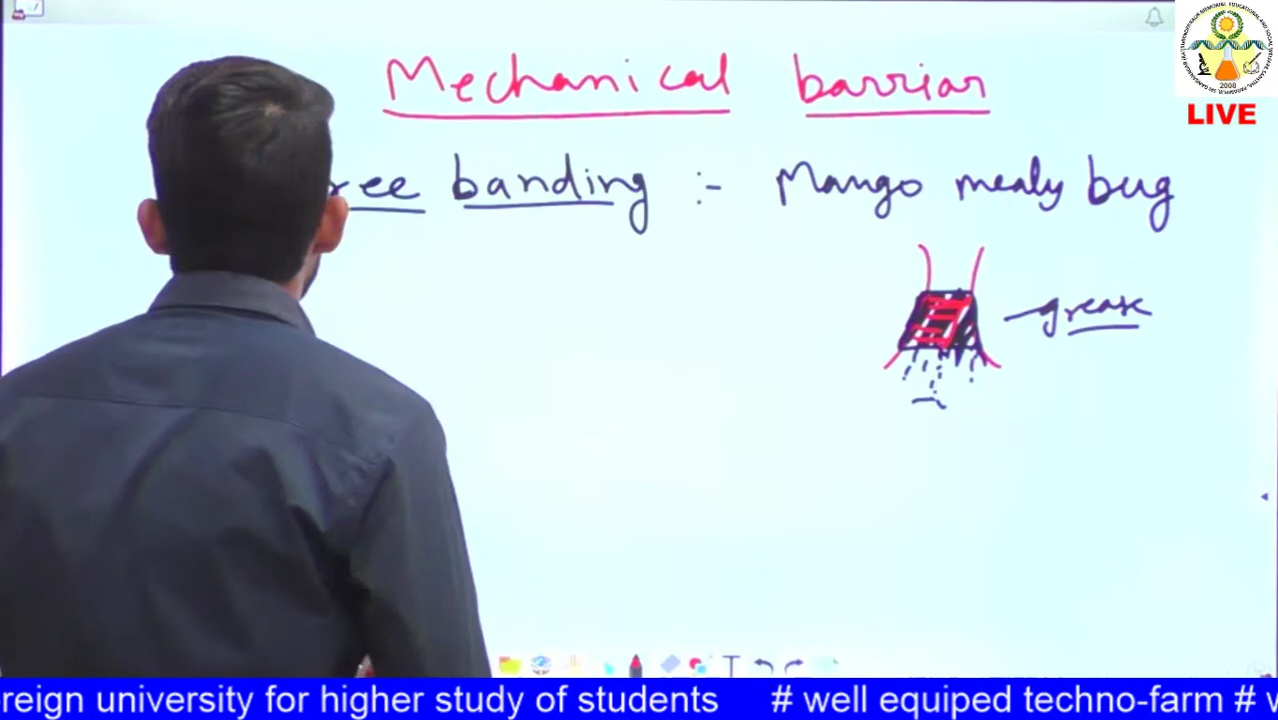 Mechanical barrier
ree banding :- Mango mealy bug
grease
LIVE
2008
reign university for higher study of students # well equiped techno-farm #